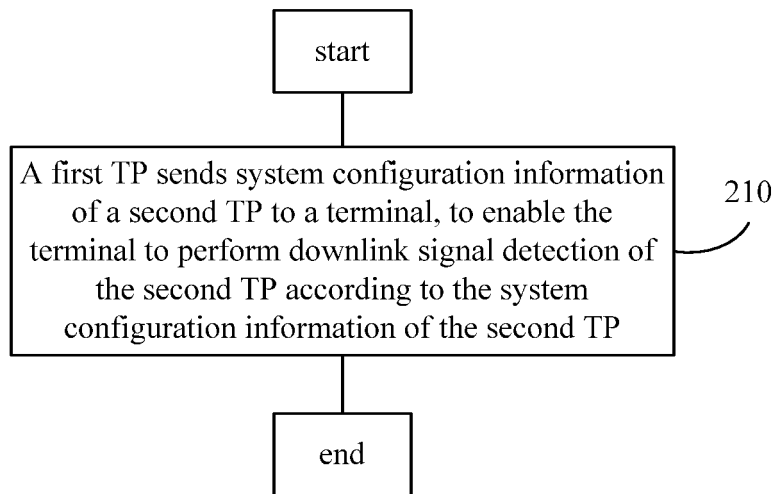 start
A first TP sends system configuration information
of a second TP to a terminal, to enable the
terminal to perform downlink signal detection of
the second TP according to the system
configuration information of the second TP
210
end